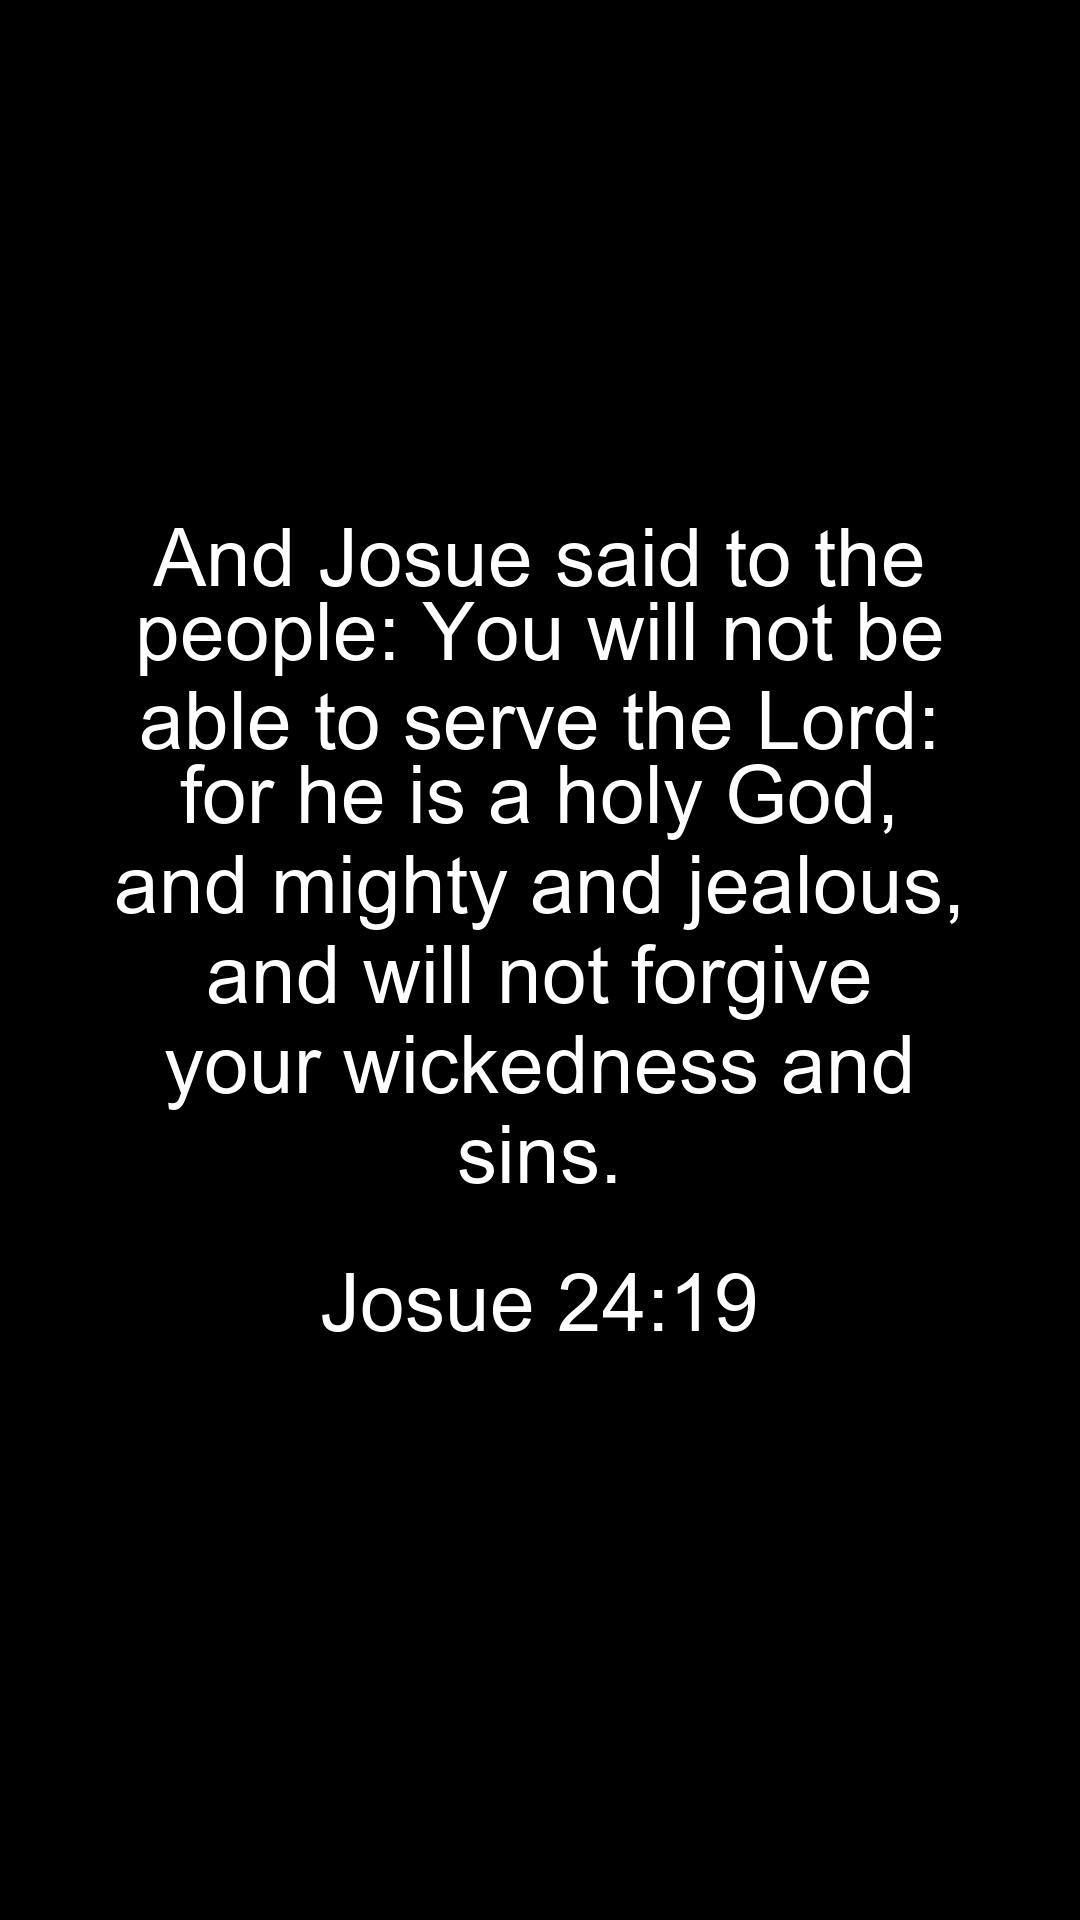 And Josue said to the
people: You will not be
able to serve the Lord:
for he is a holy God,
and mighty and jealous,
and will not forgive
your wickedness and
sins.
Josue 24:19